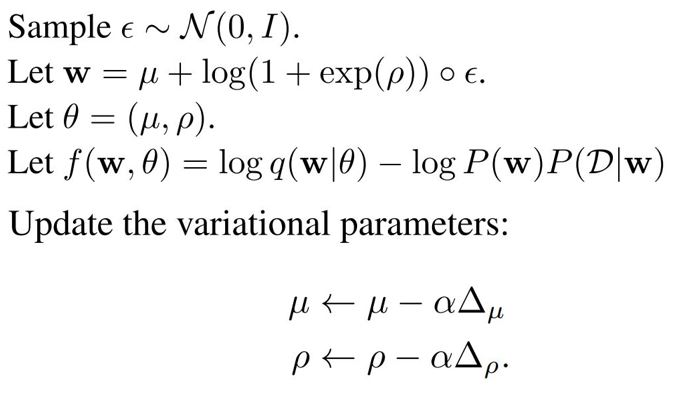 Sample ϵ ∼ 𝒩(0, I).
Let 𝐰 = μ + log(1 + exp(ρ)) ∘ ϵ.
Let θ = (μ, ρ).
Let f(𝐰, θ) = log q(𝐰|θ) − log P(𝐰)P(𝒟|𝐰)
Update the variational parameters:
μ ← μ − αΔ_μ
ρ ← ρ − αΔ_ρ.